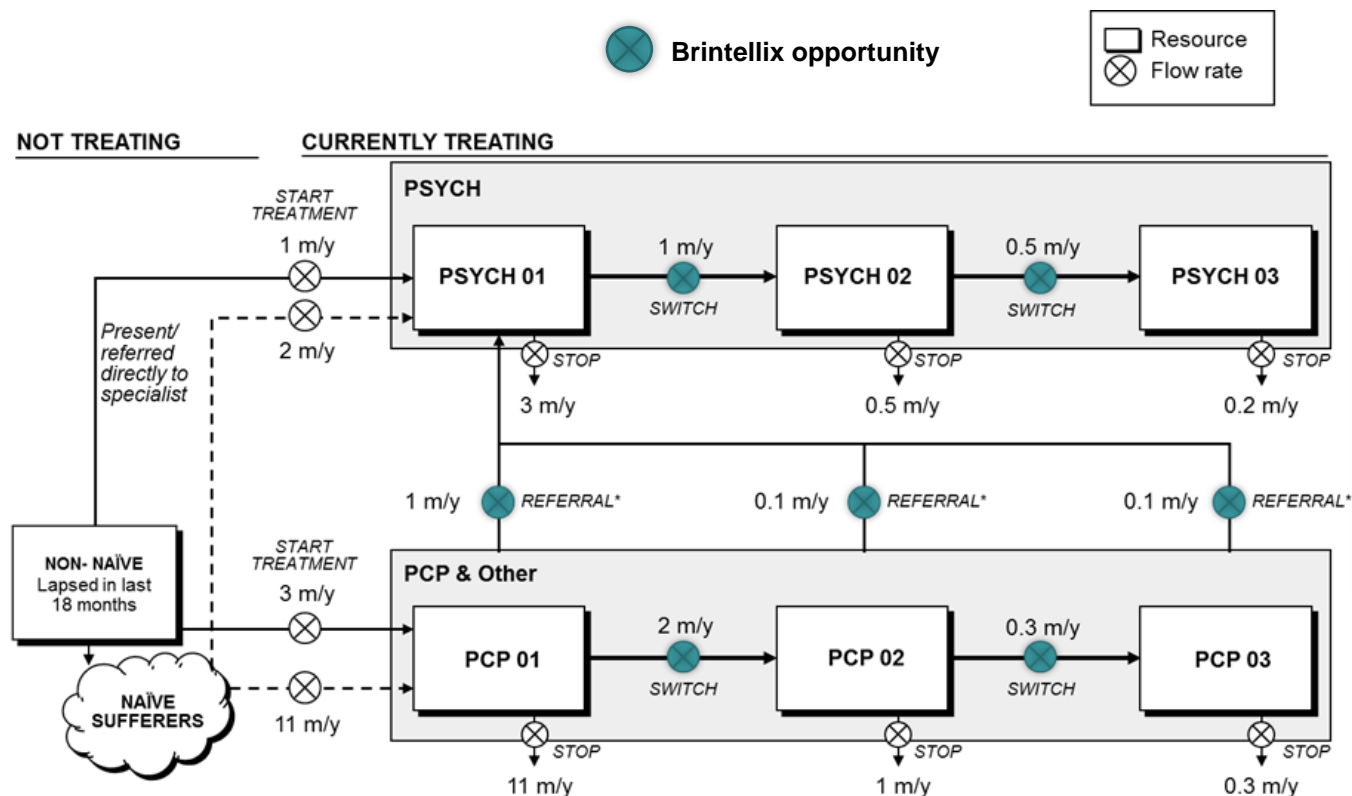 Brintellix opportunity
Resource
Flow rate
NOT TREATING
CURRENTLY TREATING
PSYCH
START
TREATMENT
1 m/y
2 m/y
PSYCH 01
1 m/y
SWITCH
PSYCH 02
0.5 m/y
SWITCH
PSYCH 03
Present/
referred
directly to
specialist
STOP
3 m/y
STOP
0.5 m/y
STOP
0.2 m/y
1 m/y
REFERRAL*
0.1 m/y
REFERRAL*
0.1 m/y
REFERRAL*
NON- NAÏVE
Lapsed in last
18 months
NAÏVE
SUFFERERS
START
TREATMENT
3 m/y
11 m/y
PCP & Other
PCP 01
2 m/y
SWITCH
PCP 02
0.3 m/y
SWITCH
PCP 03
STOP
11 m/y
STOP
1 m/y
STOP
0.3 m/y